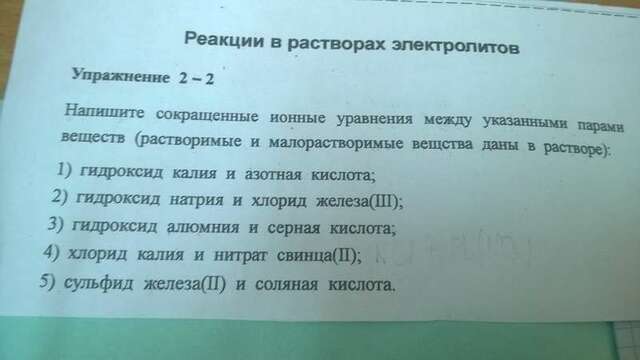 Реакции в растворах электролитов
Упражнение 2 – 2
Напишите сокращенные ионные уравнения между указанными парами
веществ (растворимые и малорастворимые вещства даны в растворе):
1) гидроксид калия и азотная кислота;
2) гидроксид натрия и хлорид железа(III);
3) гидроксид алюмния и серная кислота;
4) хлорид калия и нитрат свинца(II);
5) сульфид железа(II) и соляная кислота.